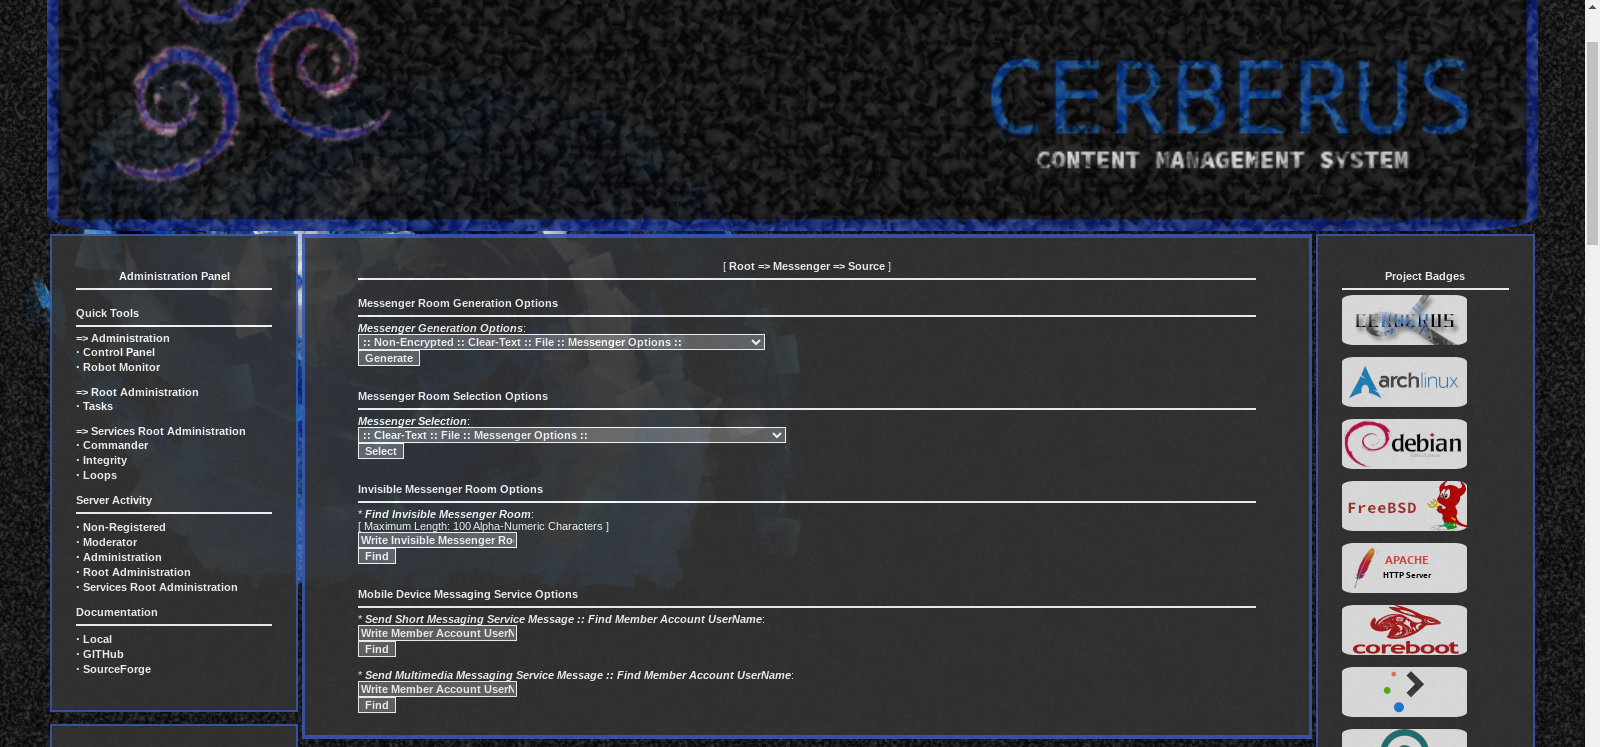 CERBERUS
CONTENT MANAGEMENT SYSTEM
Administration Panel
Quick Tools
=> Administration
· Control Panel
· Robot Monitor
=> Root Administration
· Tasks
=> Services Root Administration
· Commander
· Integrity
· Loops
Server Activity
· Non-Registered
· Moderator
· Administration
· Root Administration
· Services Root Administration
Documentation
· Local
· GITHub
· SourceForge
[ Root => Messenger => Source ]
Messenger Room Generation Options
Messenger Generation Options:
:: Non-Encrypted :: Clear-Text :: File :: Messenger Options ::
Generate
Messenger Room Selection Options
Messenger Selection:
:: Clear-Text :: File :: Messenger Options ::
Select
Invisible Messenger Room Options
* Find Invisible Messenger Room:
[ Maximum Length: 100 Alpha-Numeric Characters ]
Write Invisible Messenger Ro
Find
Mobile Device Messaging Service Options
* Send Short Messaging Service Message :: Find Member Account UserName:
Write Member Account UserN
Find
* Send Multimedia Messaging Service Message :: Find Member Account UserName:
Write Member Account UserN
Find
Project Badges
CERBERUS
archlinux
debian
FreeBSD
APACHE
HTTP Server
coreboot